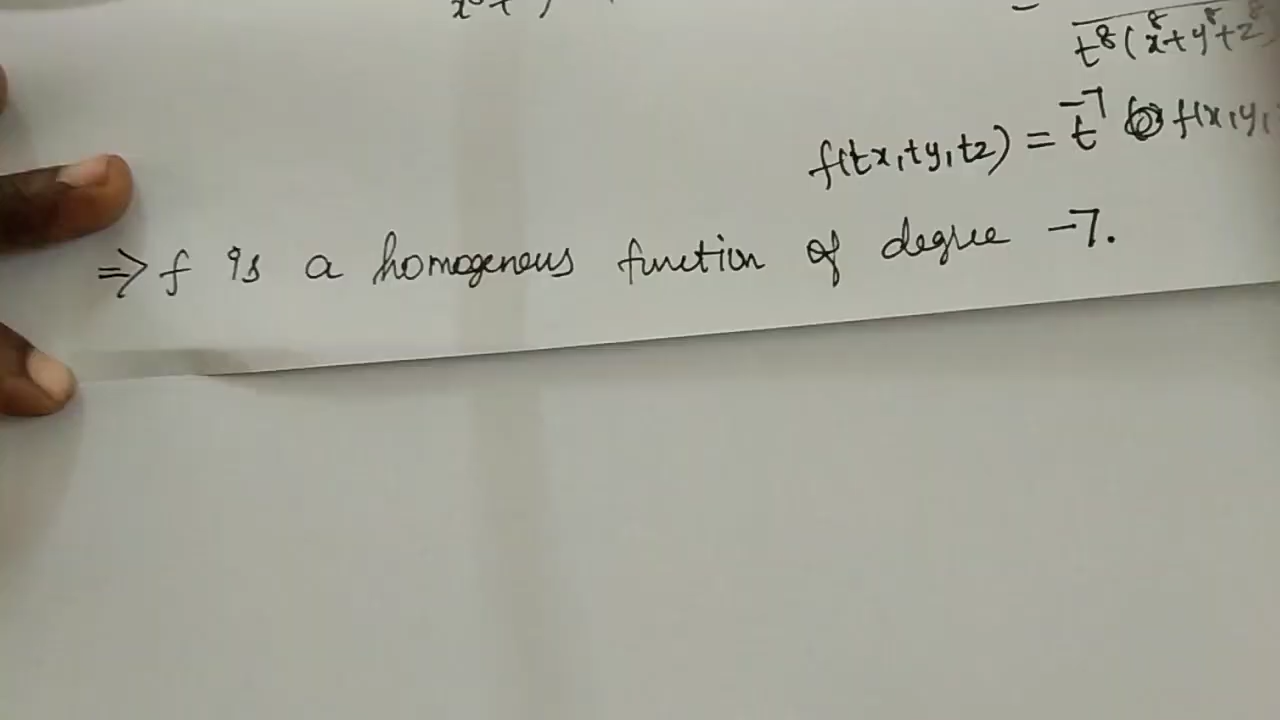 t⁸(x⁸+y⁸+z⁸
f(tx,ty,tz) = t⁻⁷ f(x,y,
⇒ f is a homogenous function of degree -7.